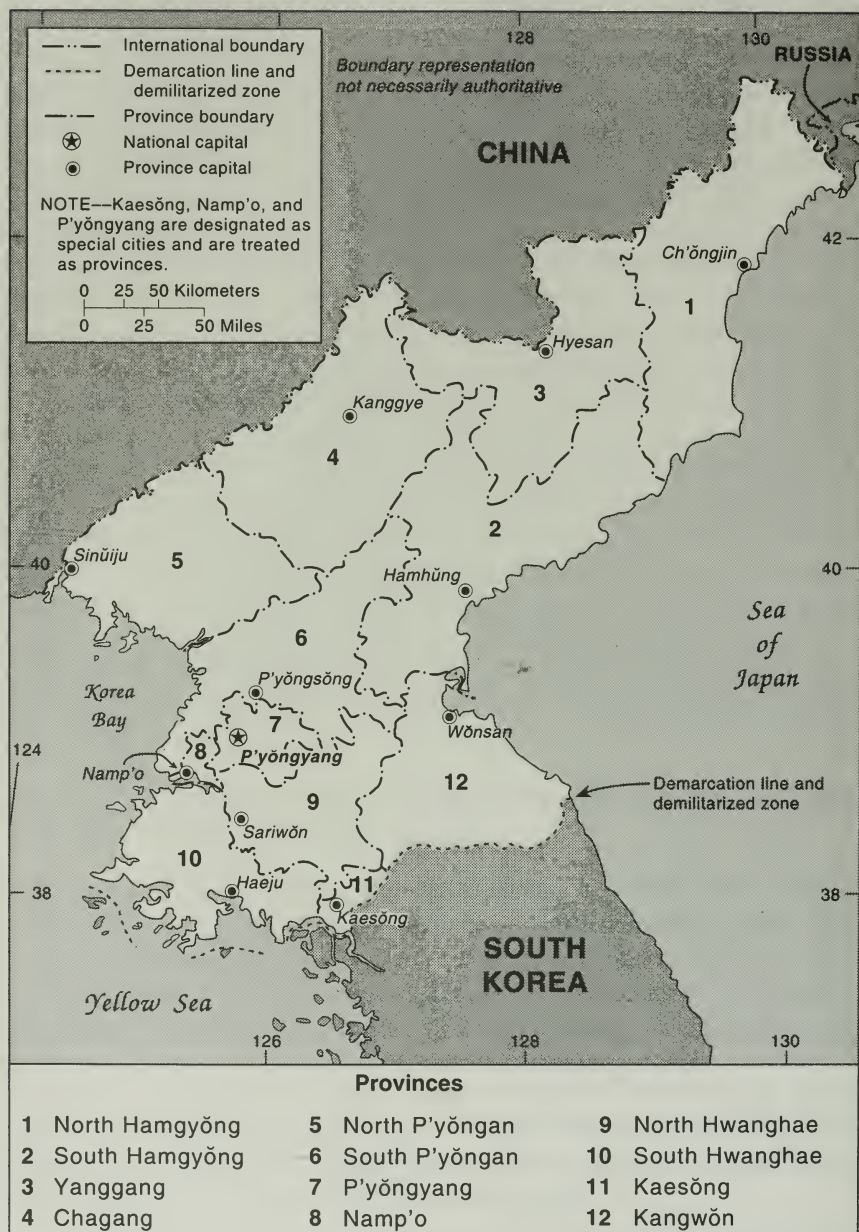 International boundary
Demarcation line and
demilitarized zone
Province boundary
National capital
Province capital
NOTE--Kaesŏng, Namp'o, and
P'yŏngyang are designated as
special cities and are treated
as provinces.
0 25 50 Kilometers
0 25 50 Miles
128
130
Boundary representation
not necessarily authoritative
RUSSIA
CHINA
42
Ch'ŏngjin
1
Hyesan
3
Kanggye
4
2
40
Sinŭiju
5
Hamhŭng
40
Sea
of
Japan
6
P'yŏngsŏng
Korea
Bay
7
Wŏnsan
124
8
P'yŏngyang
Namp'o
12
Demarcation line and
demilitarized zone
9
Sariwŏn
10
11
38
Haeju
38
Kaesŏng
SOUTH
KOREA
Yellow Sea
126
128
130
Provinces
1 North Hamgyŏng 5 North P'yŏngan 9 North Hwanghae
2 South Hamgyŏng 6 South P'yŏngan 10 South Hwanghae
3 Yanggang 7 P'yŏngyang 11 Kaesŏng
4 Chagang 8 Namp'o 12 Kangwŏn